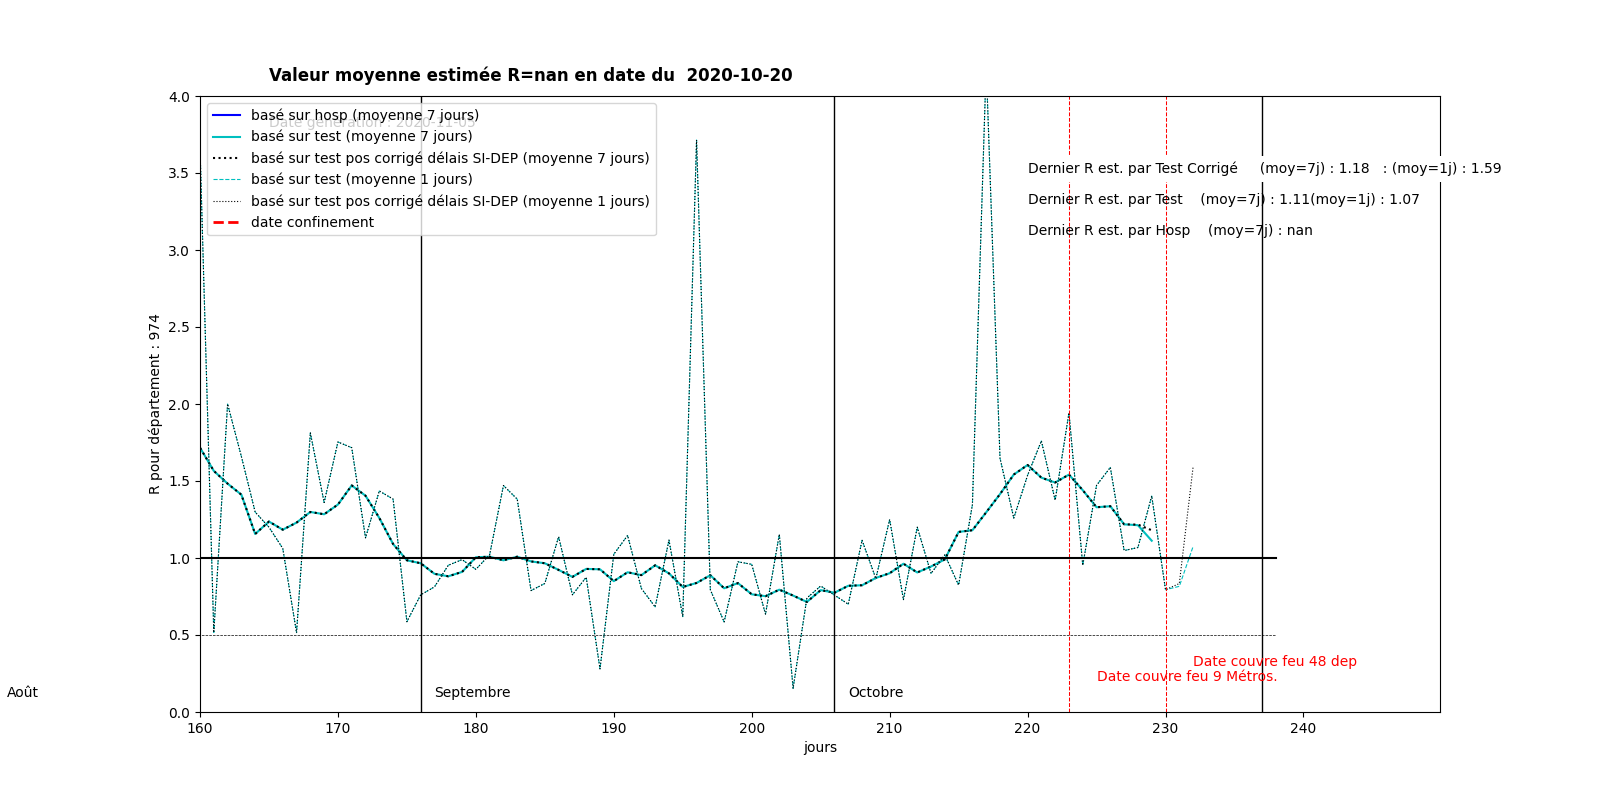 Valeur moyenne estimée R=nan en date du  2020-10-20
Date génération : 2020-11-05
basé sur hosp (moyenne 7 jours)
basé sur test (moyenne 7 jours)
basé sur test pos corrigé délais SI-DEP (moyenne 7 jours)
basé sur test (moyenne 1 jours)
basé sur test pos corrigé délais SI-DEP (moyenne 1 jours)
date confinement
Dernier R est. par Test Corrigé     (moy=7j) : 1.18   : (moy=1j) : 1.59
Dernier R est. par Test    (moy=7j) : 1.11(moy=1j) : 1.07
Dernier R est. par Hosp    (moy=7j) : nan
4.0
3.5
3.0
2.5
2.0
1.5
1.0
0.5
0.0
R pour département : 974
Date couvre feu 48 dep
Date couvre feu 9 Métros.
Août
Septembre
Octobre
160 170 180 190 200 210 220 230 240
jours